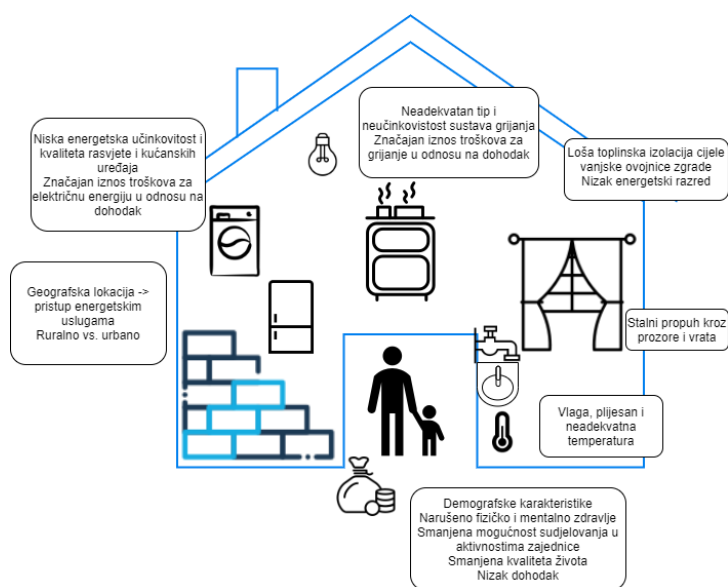 Neadekvatan tip i
neučinkovistost sustava grijanja
Značajan iznos troškova za
grijanje u odnosu na dohodak
Niska energetska učinkovitost i
kvaliteta rasvjete i kućanskih
uređaja
Značajan iznos troškova za
električnu energiju u odnosu na
dohodak
Loša toplinska izolacija cijele
vanjske ovojnice zgrade
Nizak energetski razred
Geografska lokacija ->
pristup energetskim
uslugama
Ruralno vs. urbano
Stalni propuh kroz
prozore i vrata
Vlaga, plijesan i
neadekvatna
temperatura
Demografske karakteristike
Narušeno fizičko i mentalno zdravlje
Smanjena mogućnost sudjelovanja u
aktivnostima zajednice
Smanjena kvaliteta života
Nizak dohodak